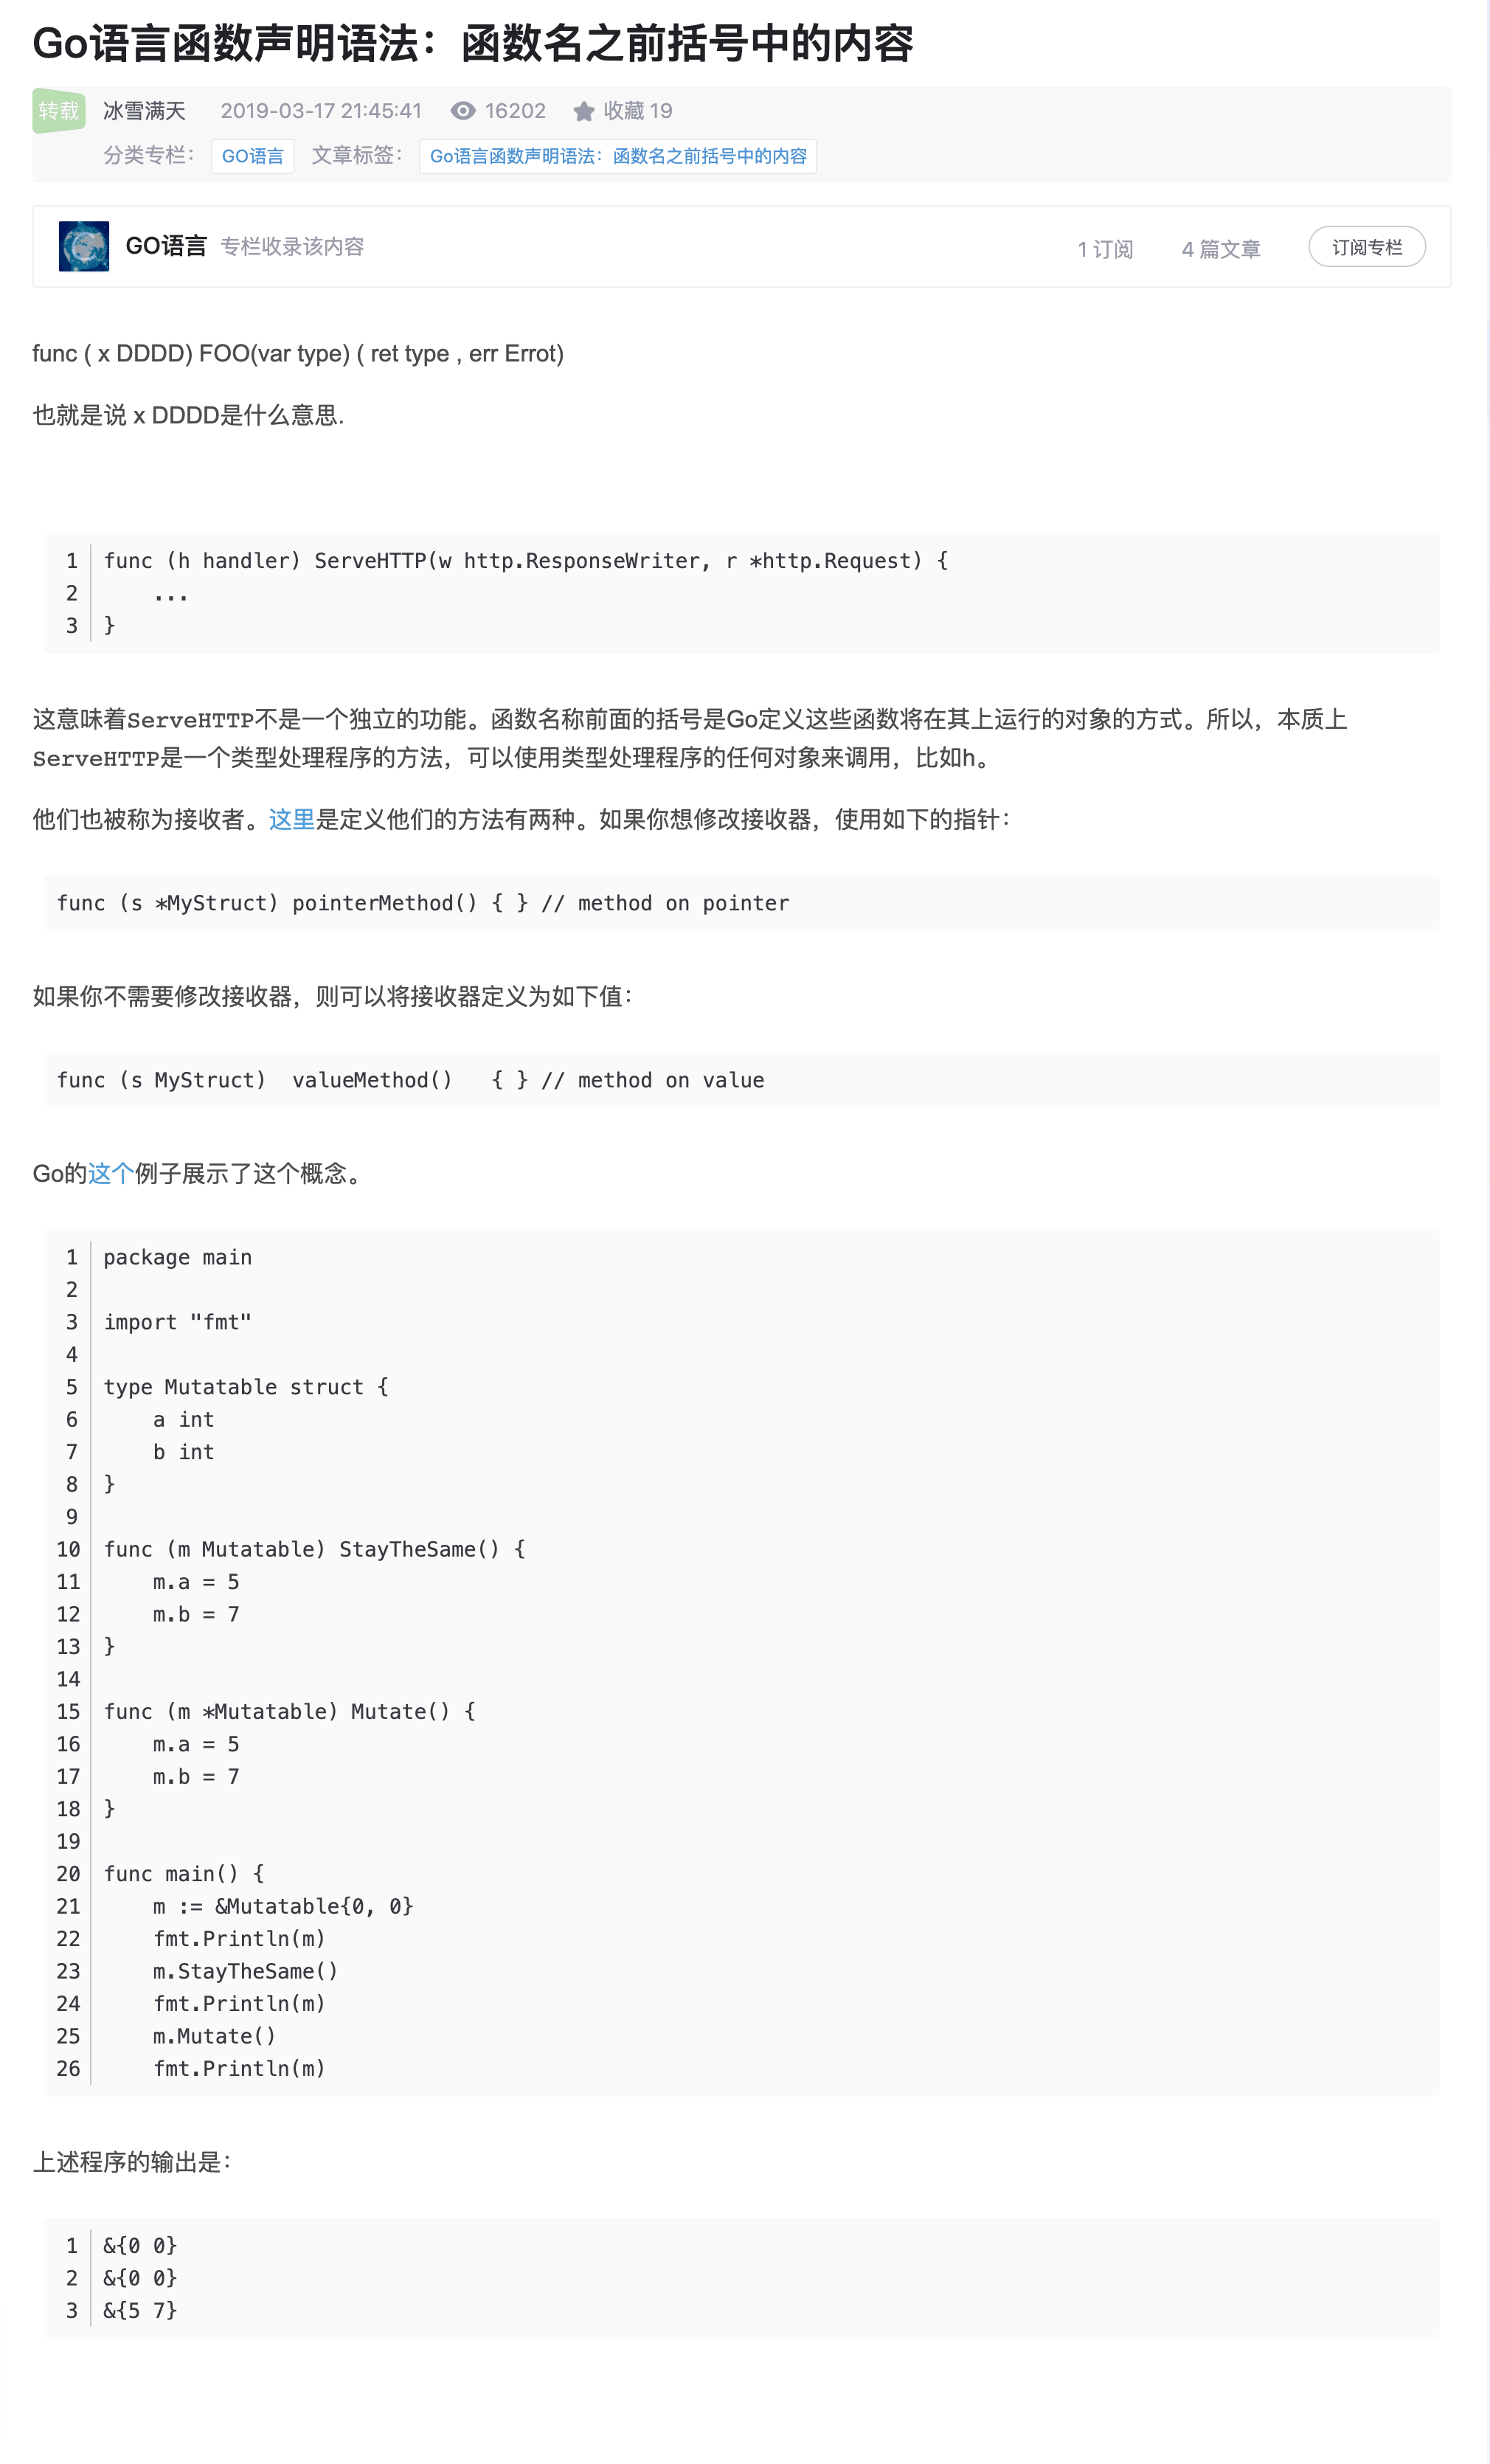 Go语言函数声明语法：函数名之前括号中的内容
转载 冰雪满天 2019-03-17 21:45:41 16202 收藏 19
分类专栏： GO语言 文章标签： Go语言函数声明语法：函数名之前括号中的内容
GO语言 专栏收录该内容 1 订阅 4 篇文章 订阅专栏
func ( x DDDD) FOO(var type) ( ret type , err Errot)
也就是说 x DDDD是什么意思.
1 func (h handler) ServeHTTP(w http.ResponseWriter, r *http.Request) {
2     ...
3 }
这意味着ServeHTTP不是一个独立的功能。函数名称前面的括号是Go定义这些函数将在其上运行的对象的方式。所以，本质上
ServeHTTP是一个类型处理程序的方法，可以使用类型处理程序的任何对象来调用，比如h。
他们也被称为接收者。这里是定义他们的方法有两种。如果你想修改接收器，使用如下的指针：
func (s *MyStruct) pointerMethod() { } // method on pointer
如果你不需要修改接收器，则可以将接收器定义为如下值：
func (s MyStruct)  valueMethod()   { } // method on value
Go的这个例子展示了这个概念。
1 package main
2
3 import "fmt"
4
5 type Mutatable struct {
6     a int
7     b int
8 }
9
10 func (m Mutatable) StayTheSame() {
11     m.a = 5
12     m.b = 7
13 }
14
15 func (m *Mutatable) Mutate() {
16     m.a = 5
17     m.b = 7
18 }
19
20 func main() {
21     m := &Mutatable{0, 0}
22     fmt.Println(m)
23     m.StayTheSame()
24     fmt.Println(m)
25     m.Mutate()
26     fmt.Println(m)
上述程序的输出是：
1 &{0 0}
2 &{0 0}
3 &{5 7}